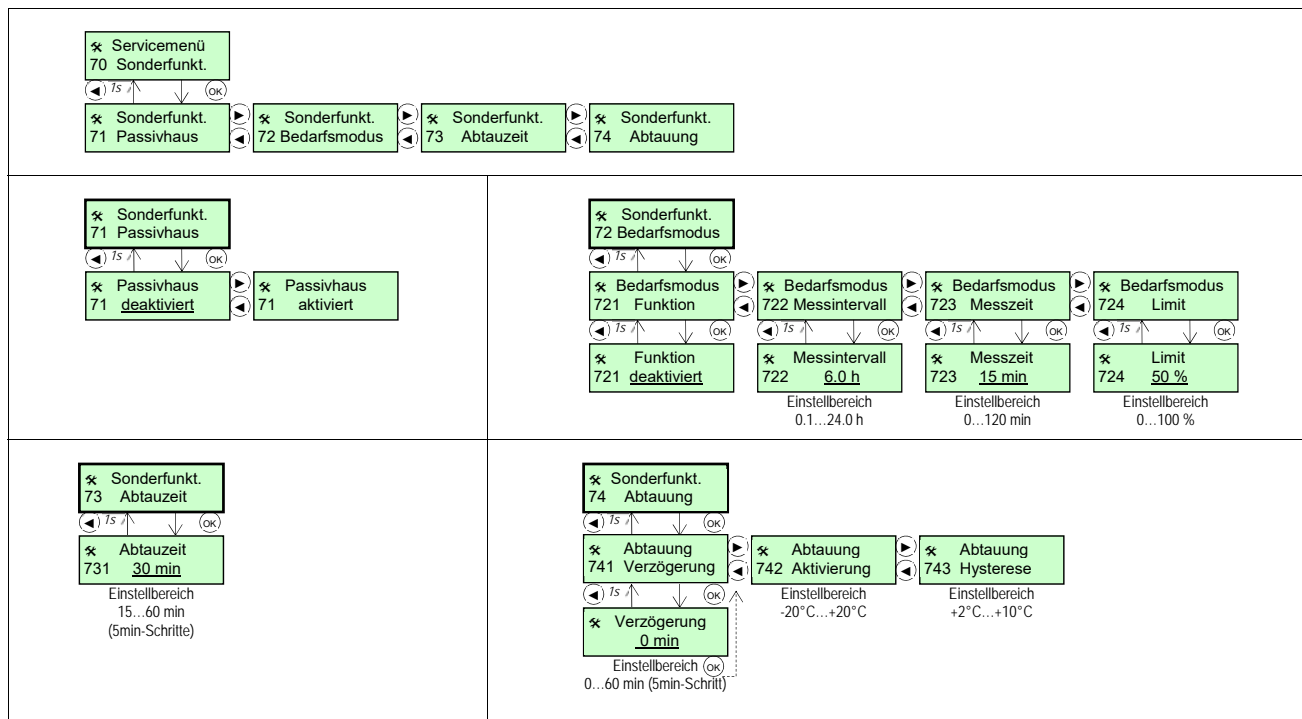 Servicemenü
70 Sonderfunkt.
1s OK
Sonderfunkt.
71 Passivhaus
Sonderfunkt.
72 Bedarfsmodus
Sonderfunkt.
73 Abtauzeit
Sonderfunkt.
74 Abtauung
Sonderfunkt.
71 Passivhaus
1s OK
Passivhaus
71 deaktiviert
Passivhaus
71 aktiviert
Sonderfunkt.
72 Bedarfsmodus
1s OK
Bedarfsmodus
721 Funktion
Bedarfsmodus
722 Messintervall
Bedarfsmodus
723 Messzeit
Bedarfsmodus
724 Limit
1s OK
1s OK
1s OK
1s OK
Funktion
721 deaktiviert
Messintervall
722 6.0 h
Einstellbereich
0.1...24.0 h
Messzeit
723 15 min
Einstellbereich
0...120 min
Limit
724 50 %
Einstellbereich
0...100 %
Sonderfunkt.
73 Abtauzeit
1s OK
Abtauzeit
731 30 min
Einstellbereich
15...60 min
(5min-Schritte)
Sonderfunkt.
74 Abtauung
1s OK
Abtauung
741 Verzögerung
Abtauung
742 Aktivierung
Einstellbereich
-20°C...+20°C
Abtauung
743 Hysterese
Einstellbereich
+2°C...+10°C
1s OK
Verzögerung
0 min
Einstellbereich OK
0...60 min (5min-Schritt)